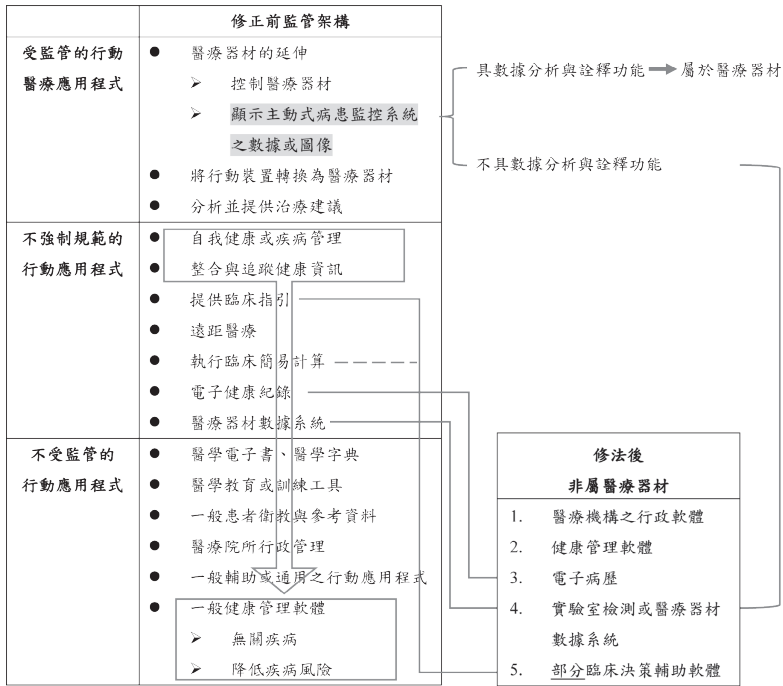 修正前監管架構
受監管的行動
醫療應用程式
● 醫療器材的延伸
➢ 控制醫療器材
➢ 顯示主動式病患監控系統
之數據或圖像
● 將行動裝置轉換為醫療器材
● 分析並提供治療建議
具數據分析與詮釋功能
屬於醫療器材
不具數據分析與詮釋功能
不強制規範的
行動應用程式
● 自我健康或疾病管理
● 整合與追蹤健康資訊
● 提供臨床指引
● 遠距醫療
● 執行臨床簡易計算
● 電子健康紀錄
● 醫療器材數據系統
不受監管的
行動應用程式
● 醫學電子書、醫學字典
● 醫學教育或訓練工具
● 一般患者衛教與參考資料
● 醫療院所行政管理
● 一般輔助或通用之行動應用程式
● 一般健康管理軟體
➢ 無關疾病
➢ 降低疾病風險
修法後
非屬醫療器材
1. 醫療機構之行政軟體
2. 健康管理軟體
3. 電子病歷
4. 實驗室檢測或醫療器材
數據系統
5. 部分臨床決策輔助軟體